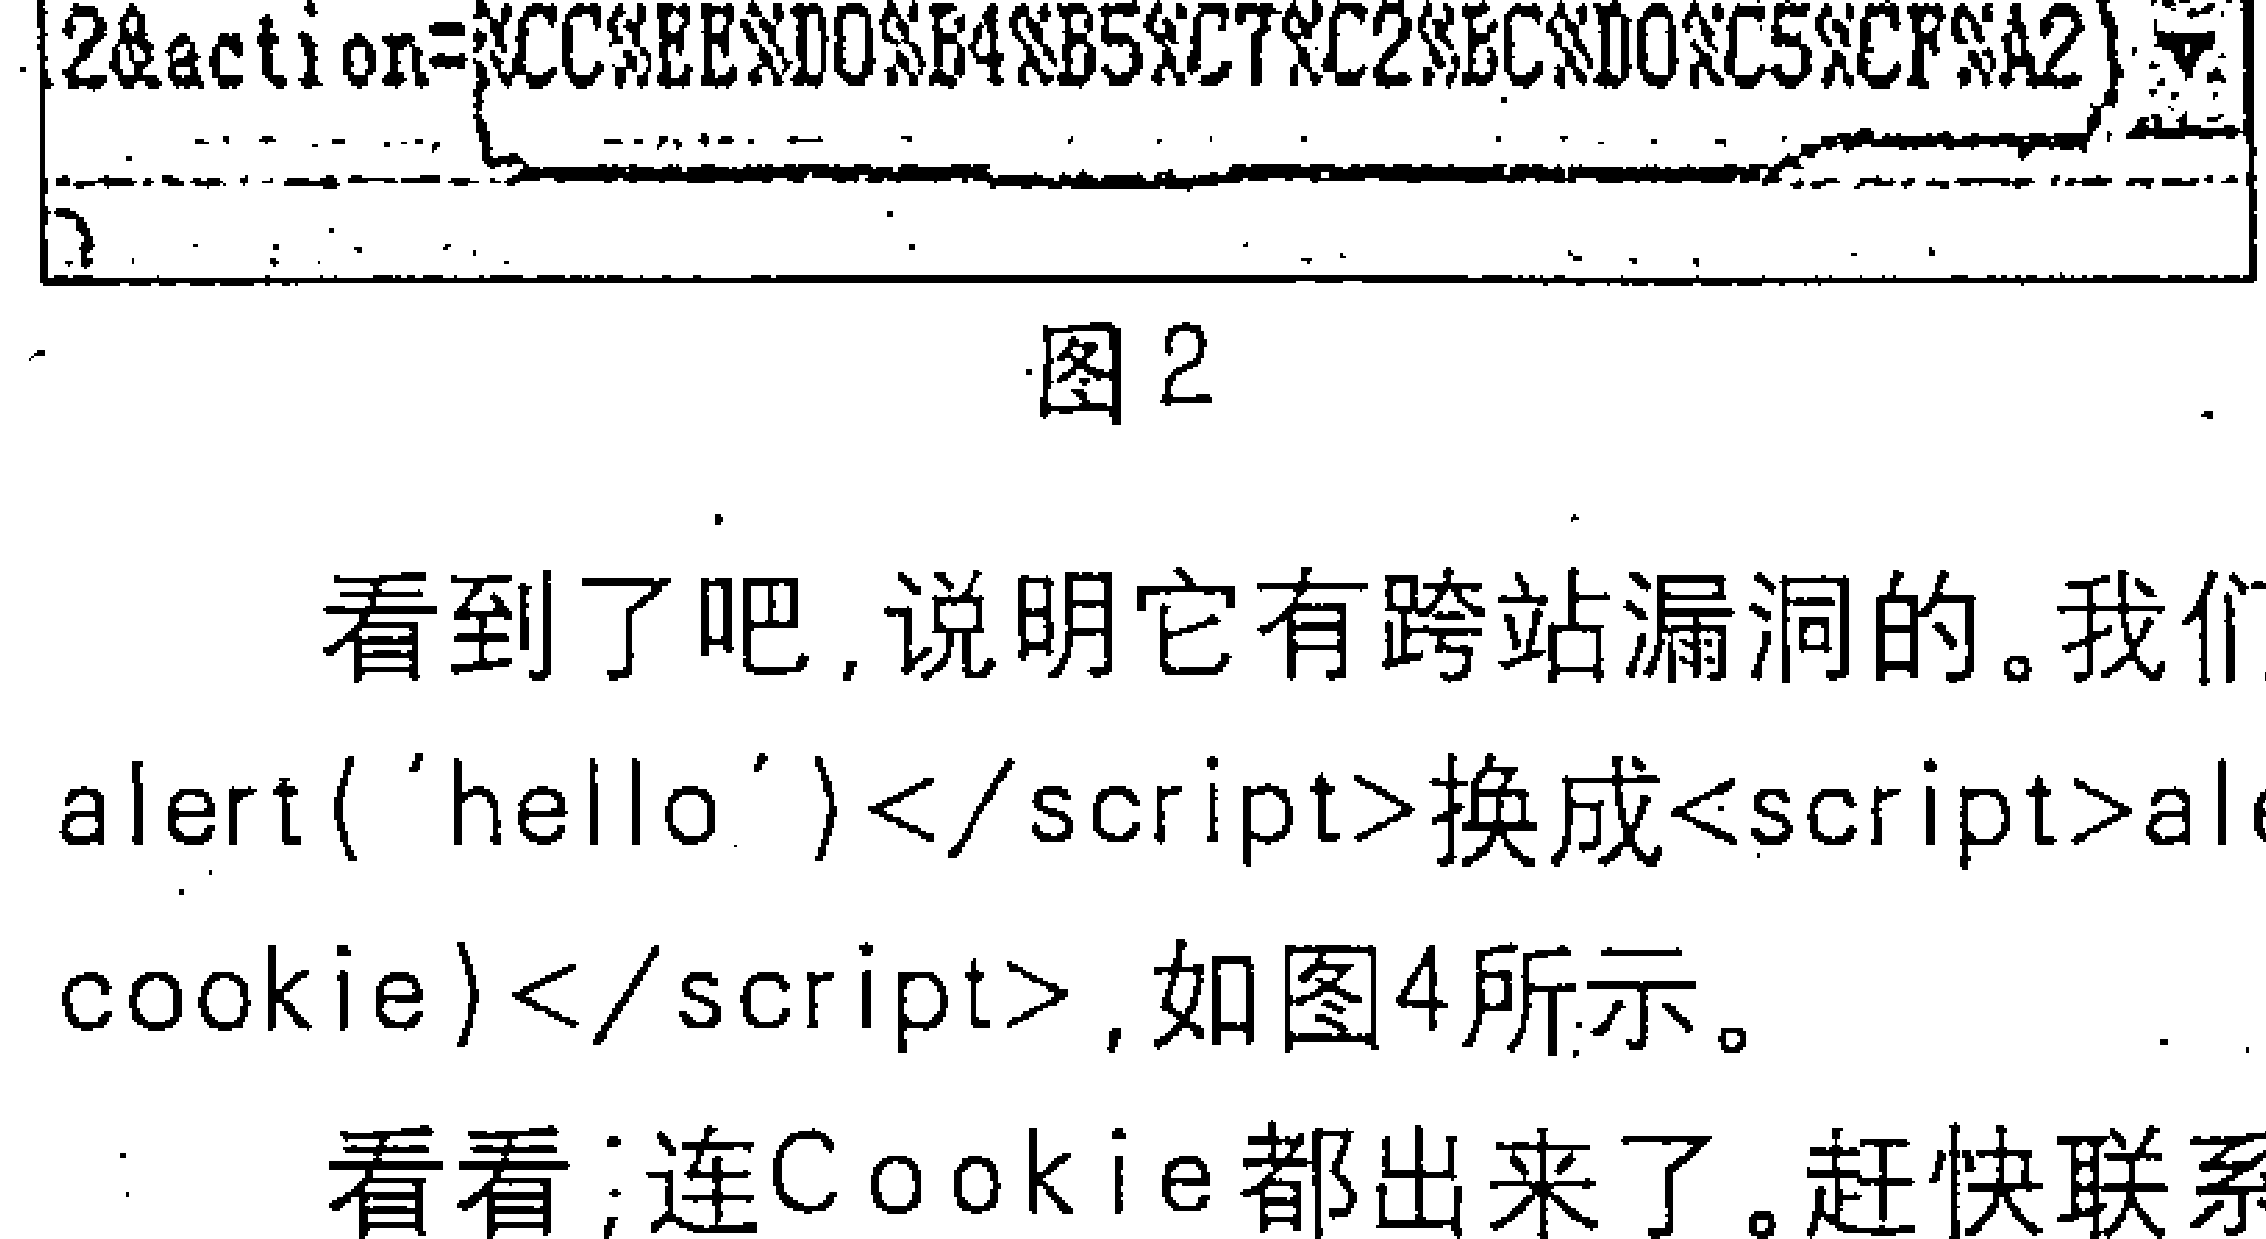 2&action=%CC%EE%D0%B4%B5%C7%C2%BC%D0%C5%CF%A2
图2
看到了吧,说明它有跨站漏洞的。我们
alert('hello')</script>换成<script>ale
cookie)</script>,如图4所示。
看看;连Cookie都出来了。赶快联系